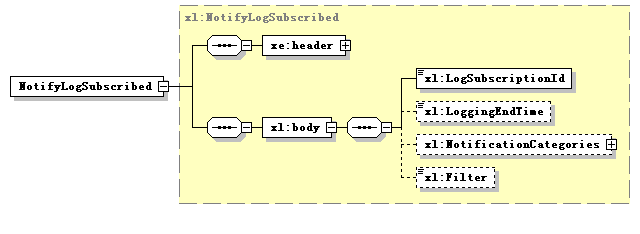 xl:NotifyLogSubscribed
xe:header
NotifyLogSubscribed
xl:LogSubscriptionId
xl:LoggingEndTime
xl:body
xl:NotificationCategories
xl:Filter